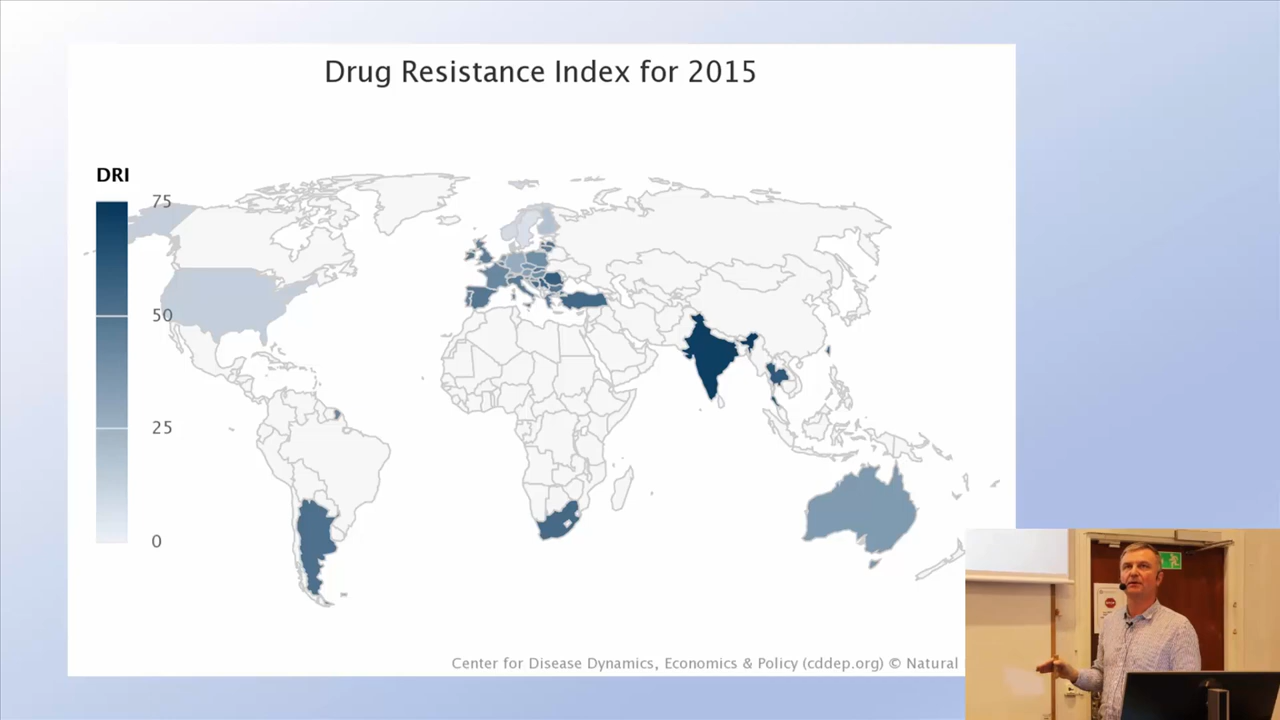 Drug Resistance Index for 2015
DRI
75
50
25
0
Center for Disease Dynamics, Economics & Policy (cddep.org) © Natural